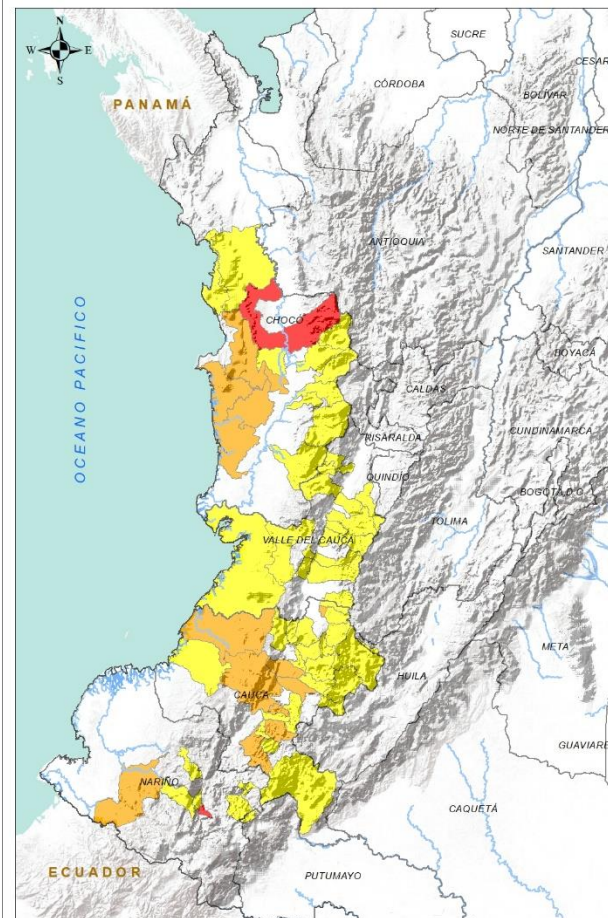 N
W E
S
SUCRE
CESAR
CÓRDOBA
BOLÍVAR
PANAMÁ
NORTE DE SANTANDER
ANTIOQUIA
SANTANDER
CHOCÓ
BOYACÁ
OCEANO PACIFICO
CALDAS
CUNDINAMARCA
RISARALDA
QUINDÍO
BOGOTÁ D.C.
TOLIMA
VALLE DEL CAUCA
META
HUILA
CAUCA
GUAVIARE
NARIÑO
CAQUETÁ
ECUADOR
PUTUMAYO